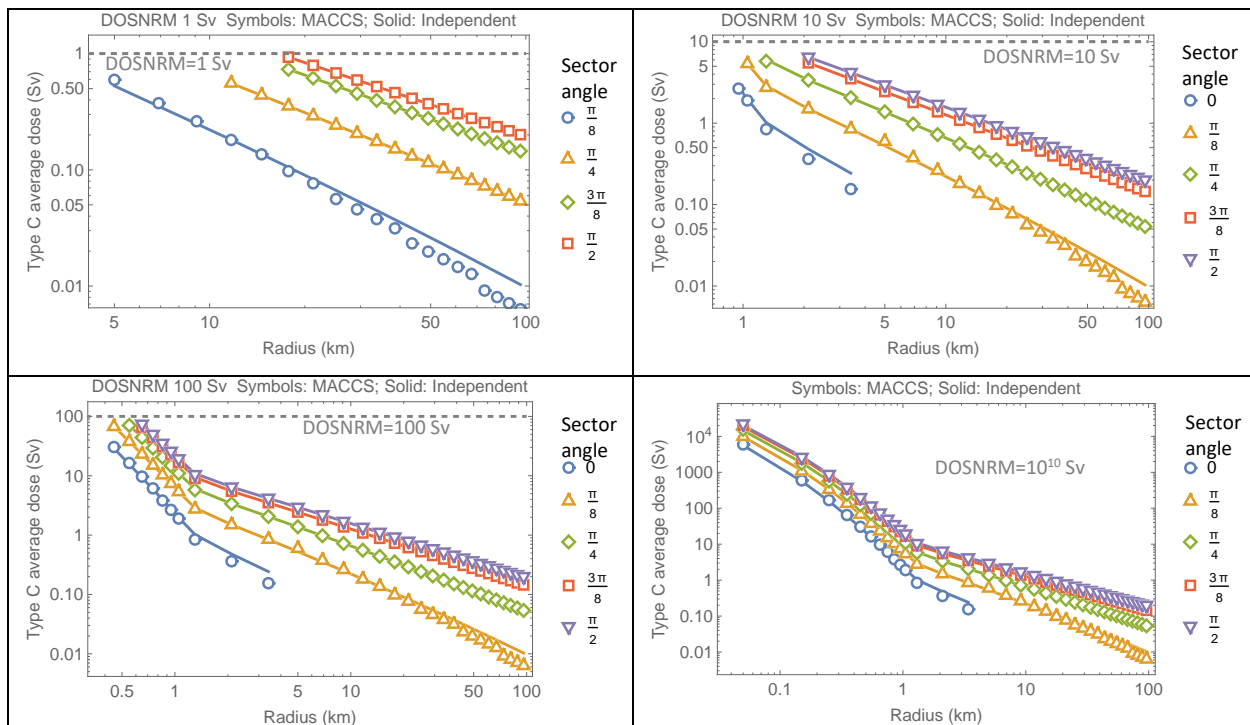 DOSNRM 1 Sv Symbols: MACCS; Solid: Independent
DOSNRM=1 Sv
Type C average dose (Sv)
1
0.50
0.10
0.05
0.01
5
10
50
100
Radius (km)
Sector
angle
π/8
π/4
3π/8
π/2
DOSNRM 10 Sv Symbols: MACCS; Solid: Independent
DOSNRM=10 Sv
Type C average dose (Sv)
10
5
1
0.50
0.10
0.05
0.01
1
5
10
50
100
Radius (km)
Sector
angle
0
π/8
π/4
3π/8
π/2
DOSNRM 100 Sv Symbols: MACCS; Solid: Independent
DOSNRM=100 Sv
Type C average dose (Sv)
100
10
1
0.10
0.01
0.5
1
5
10
50
100
Radius (km)
Sector
angle
0
π/8
π/4
3π/8
π/2
Symbols: MACCS; Solid: Independent
DOSNRM=10¹⁰ Sv
Type C average dose (Sv)
10⁴
1000
100
10
1
0.10
0.01
0.1
1
10
100
Radius (km)
Sector
angle
0
π/8
π/4
3π/8
π/2